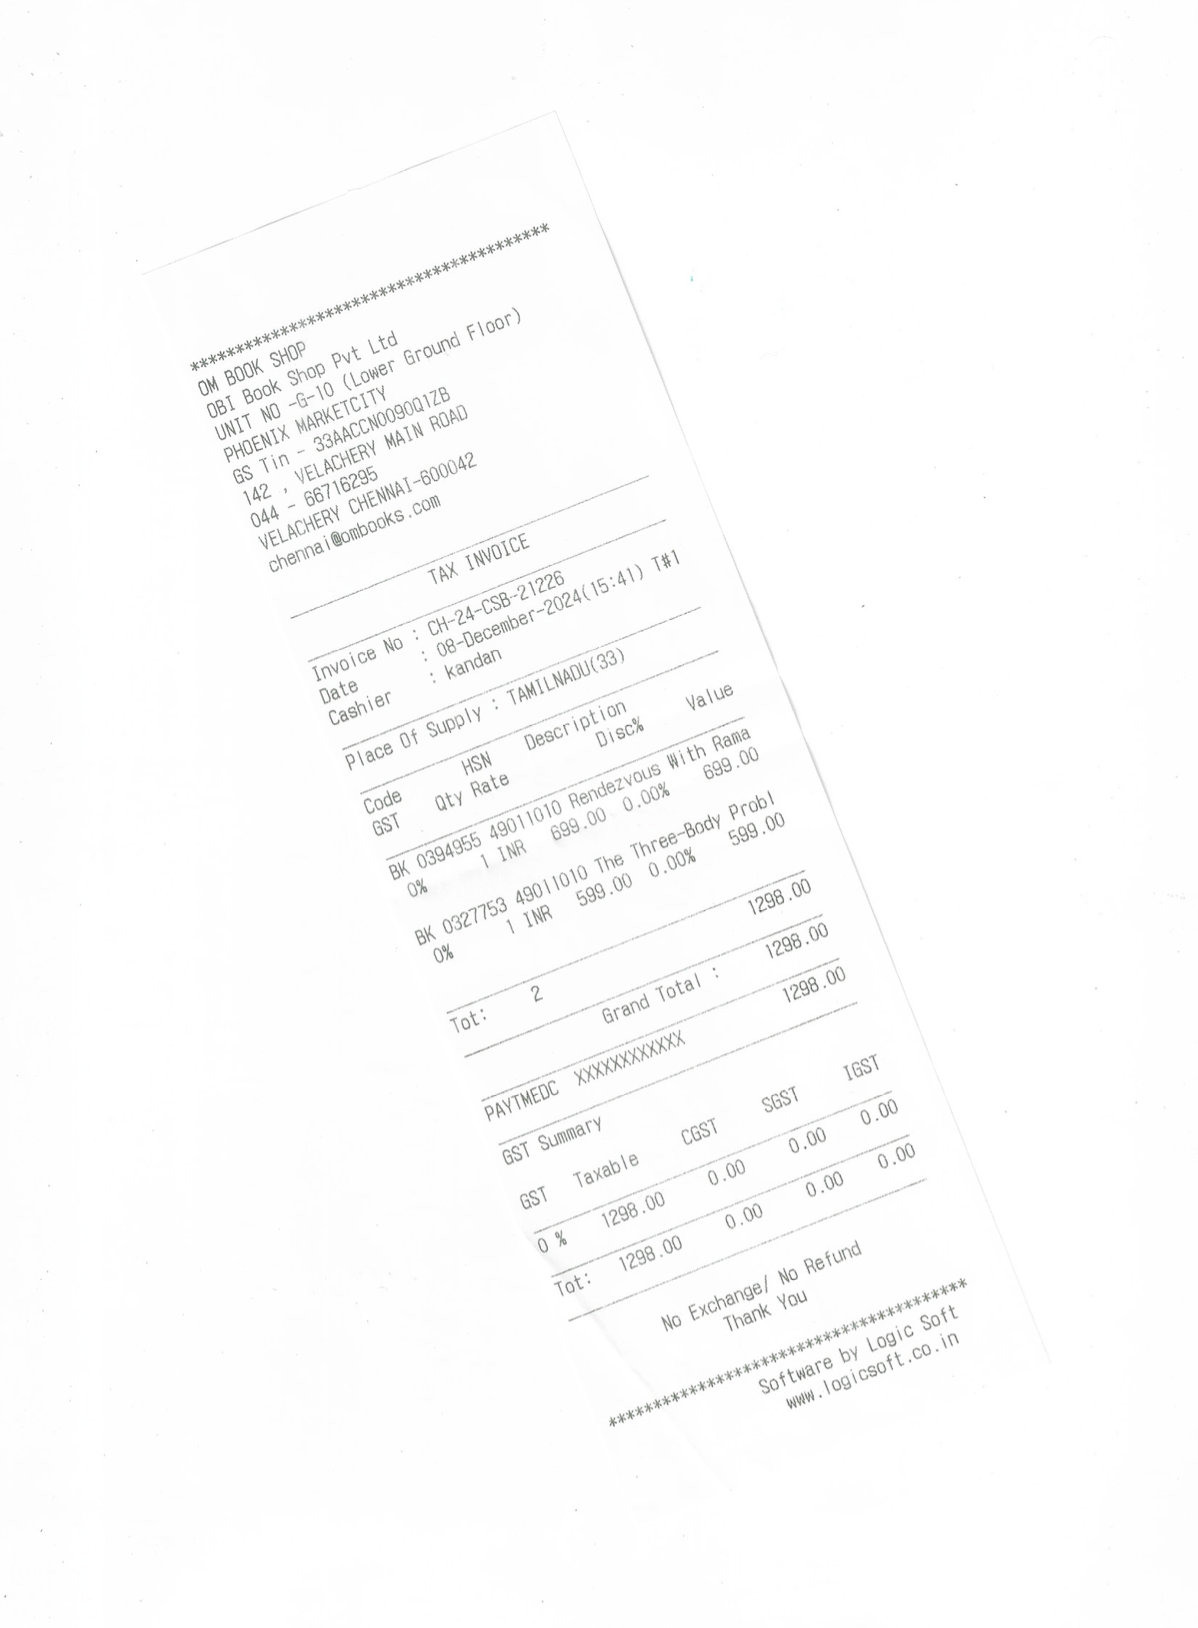 ******************************************
OM BOOK SHOP
OBI Book Shop Pvt Ltd
UNIT NO -G-10 (Lower Ground Floor)
PHOENIX MARKETCITY
GS Tin - 33AACCN0090Q1ZB
142 , VELACHERY MAIN ROAD
044 - 66716295
VELACHERY CHENNAI-600042
chennai@ombooks.com
TAX INVOICE
Invoice No : CH-24-CSB-21226
Date : 08-December-2024(15:41) T#1
Cashier : kandan
Place Of Supply : TAMILNADU(33)
Code HSN Description Value
GST Qty Rate Disc%
BK 0394955 49011010 Rendezvous With Rama
0% 1 INR 699.00 0.00% 699.00
BK 0327753 49011010 The Three-Body Probl
0% 1 INR 599.00 0.00% 599.00
Tot: 2 1298.00
Grand Total : 1298.00
PAYTMEDC XXXXXXXXXXXX 1298.00
GST Summary
GST Taxable CGST SGST IGST
0 % 1298.00 0.00 0.00 0.00
Tot: 1298.00 0.00 0.00 0.00
No Exchange/ No Refund
Thank You
******************************************
Software by Logic Soft
www.logicsoft.co.in